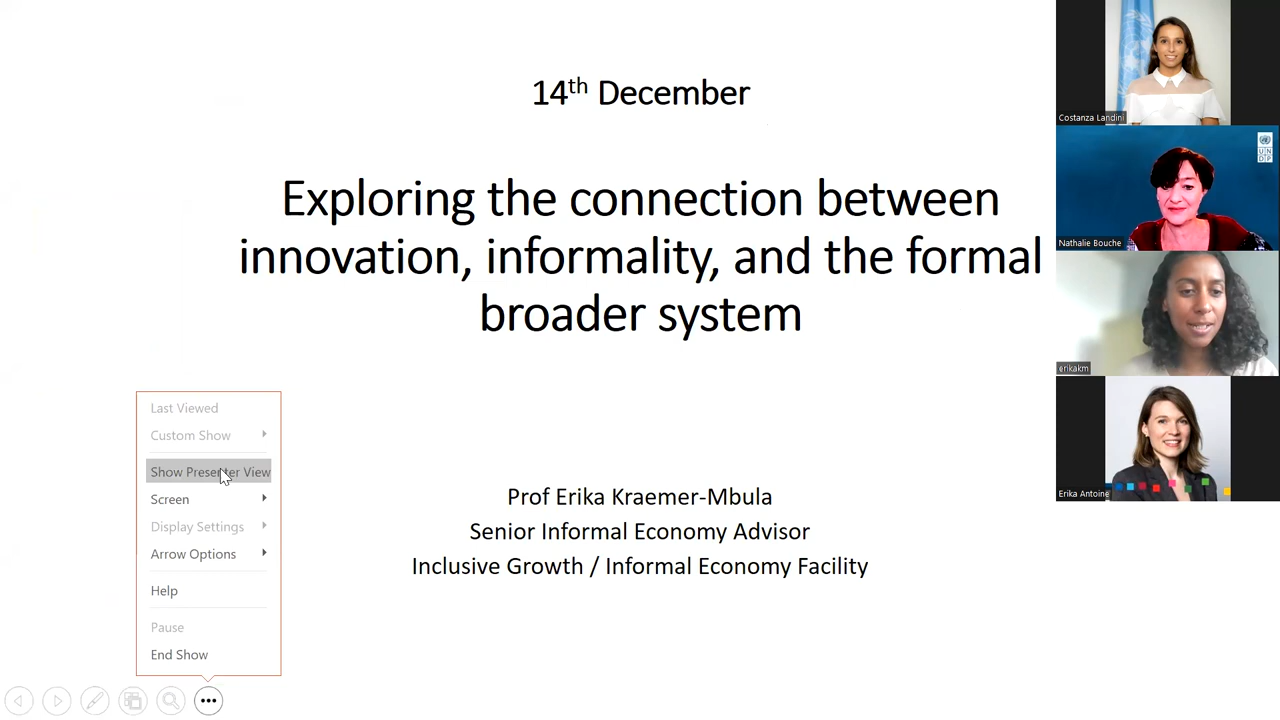 14th December
Exploring the connection between
innovation, informality, and the formal
broader system
Prof Erika Kraemer-Mbula
Senior Informal Economy Advisor
Inclusive Growth / Informal Economy Facility
Last Viewed
Custom Show
Show Presenter View
Screen
Display Settings
Arrow Options
Help
Pause
End Show
Costanza Landini
UN
DP
Nathalie Bouche
erikakm
Erika Antoine